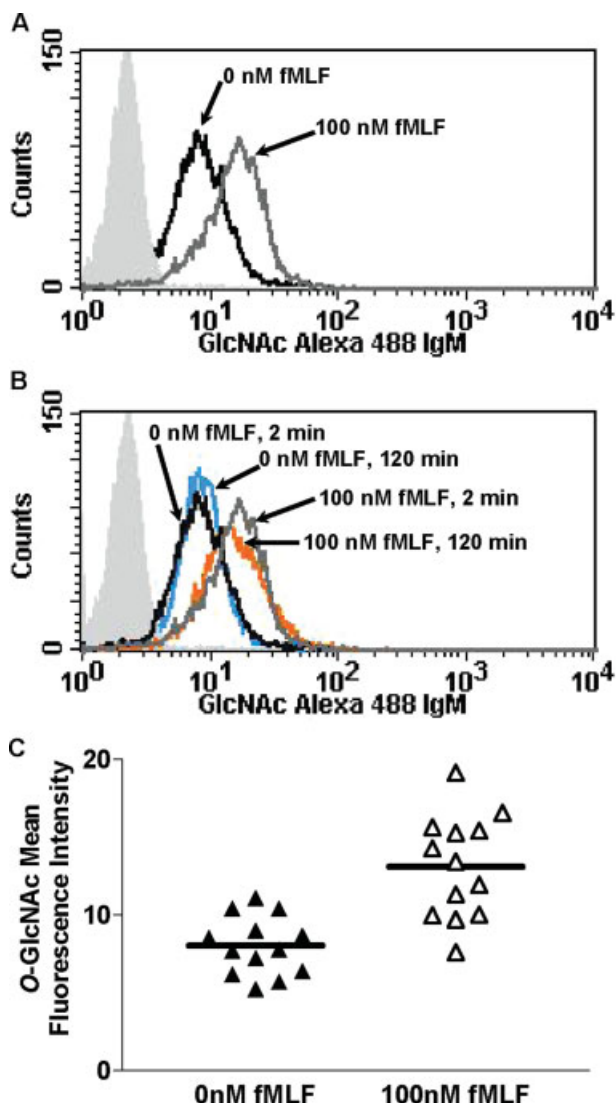 A
150
0 nM fMLF
100 nM fMLF
Counts
0
10^0 10^1 10^2 10^3 10^4
GlcNAc Alexa 488 IgM
B
150
0 nM fMLF, 2 min
0 nM fMLF, 120 min
100 nM fMLF, 2 min
100 nM fMLF, 120 min
Counts
0
10^0 10^1 10^2 10^3 10^4
GlcNAc Alexa 488 IgM
C
20
O-GlcNAc Mean
Fluorescence Intensity
10
0
0nM fMLF 100nM fMLF